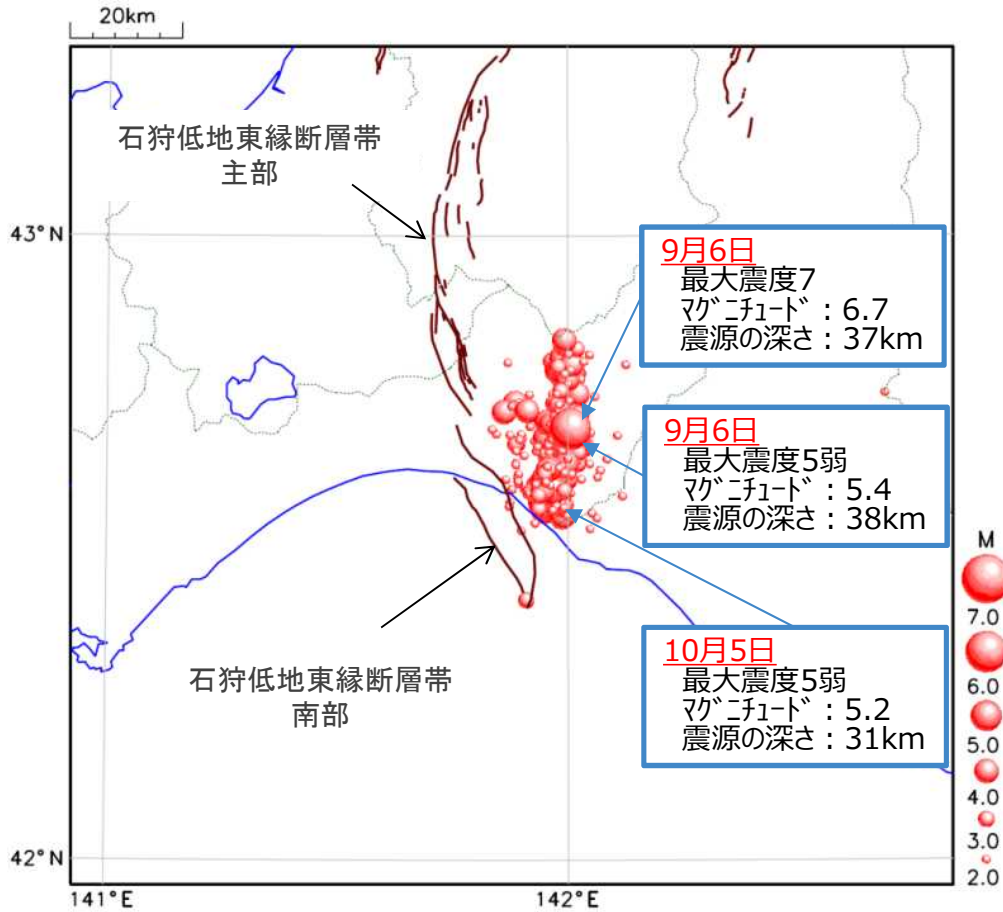 20km
石狩低地東縁断層帯
主部
43°N
9月6日
最大震度7
ﾏｸﾞﾆﾁｭｰﾄﾞ:6.7
震源の深さ:37km
9月6日
最大震度5弱
ﾏｸﾞﾆﾁｭｰﾄﾞ:5.4
震源の深さ:38km
10月5日
最大震度5弱
ﾏｸﾞﾆﾁｭｰﾄﾞ:5.2
震源の深さ:31km
石狩低地東縁断層帯
南部
M
7.0
6.0
5.0
4.0
3.0
2.0
42°N
141°E
142°E